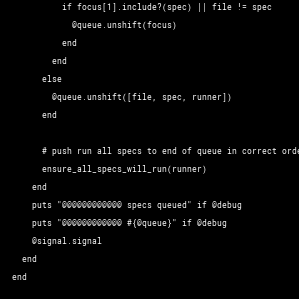 if focus[1].include?(spec) || file != spec
@queue.unshift(focus)
end
end
else
@queue.unshift([file, spec, runner])
end
# push run all specs to end of queue in correct orde
ensure_all_specs_will_run(runner)
end
puts "@@@@@@@@@@@@ specs queued" if @debug
puts "@@@@@@@@@@@@ #{@queue}" if @debug
@signal.signal
end
end